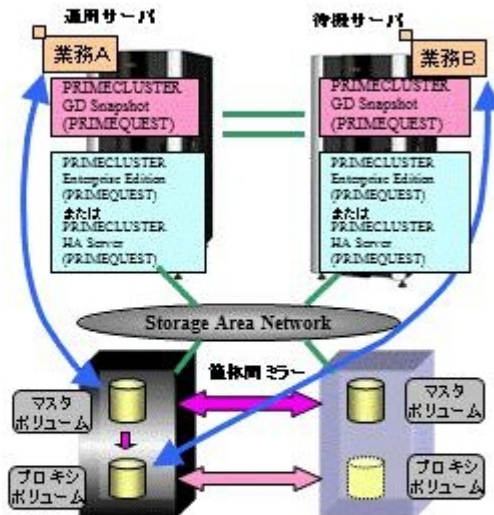 運用サーバ
待機サーバ
業務A
業務B
PRIMECLUSTER
GD Snapshot
(PRIMEQUEST)
PRIMECLUSTER
GD Snapshot
(PRIMEQUEST)
PRIMECLUSTER
Enterprise Edition
(PRIMEQUEST)
または
PRIMECLUSTER
HA Server
(PRIMEQUEST)
PRIMECLUSTER
Enterprise Edition
(PRIMEQUEST)
または
PRIMECLUSTER
HA Server
(PRIMEQUEST)
Storage Area Network
筐体間ミラー
マスタ
ボリューム
マスタ
ボリューム
プロキシ
ボリューム
プロキシ
ボリューム